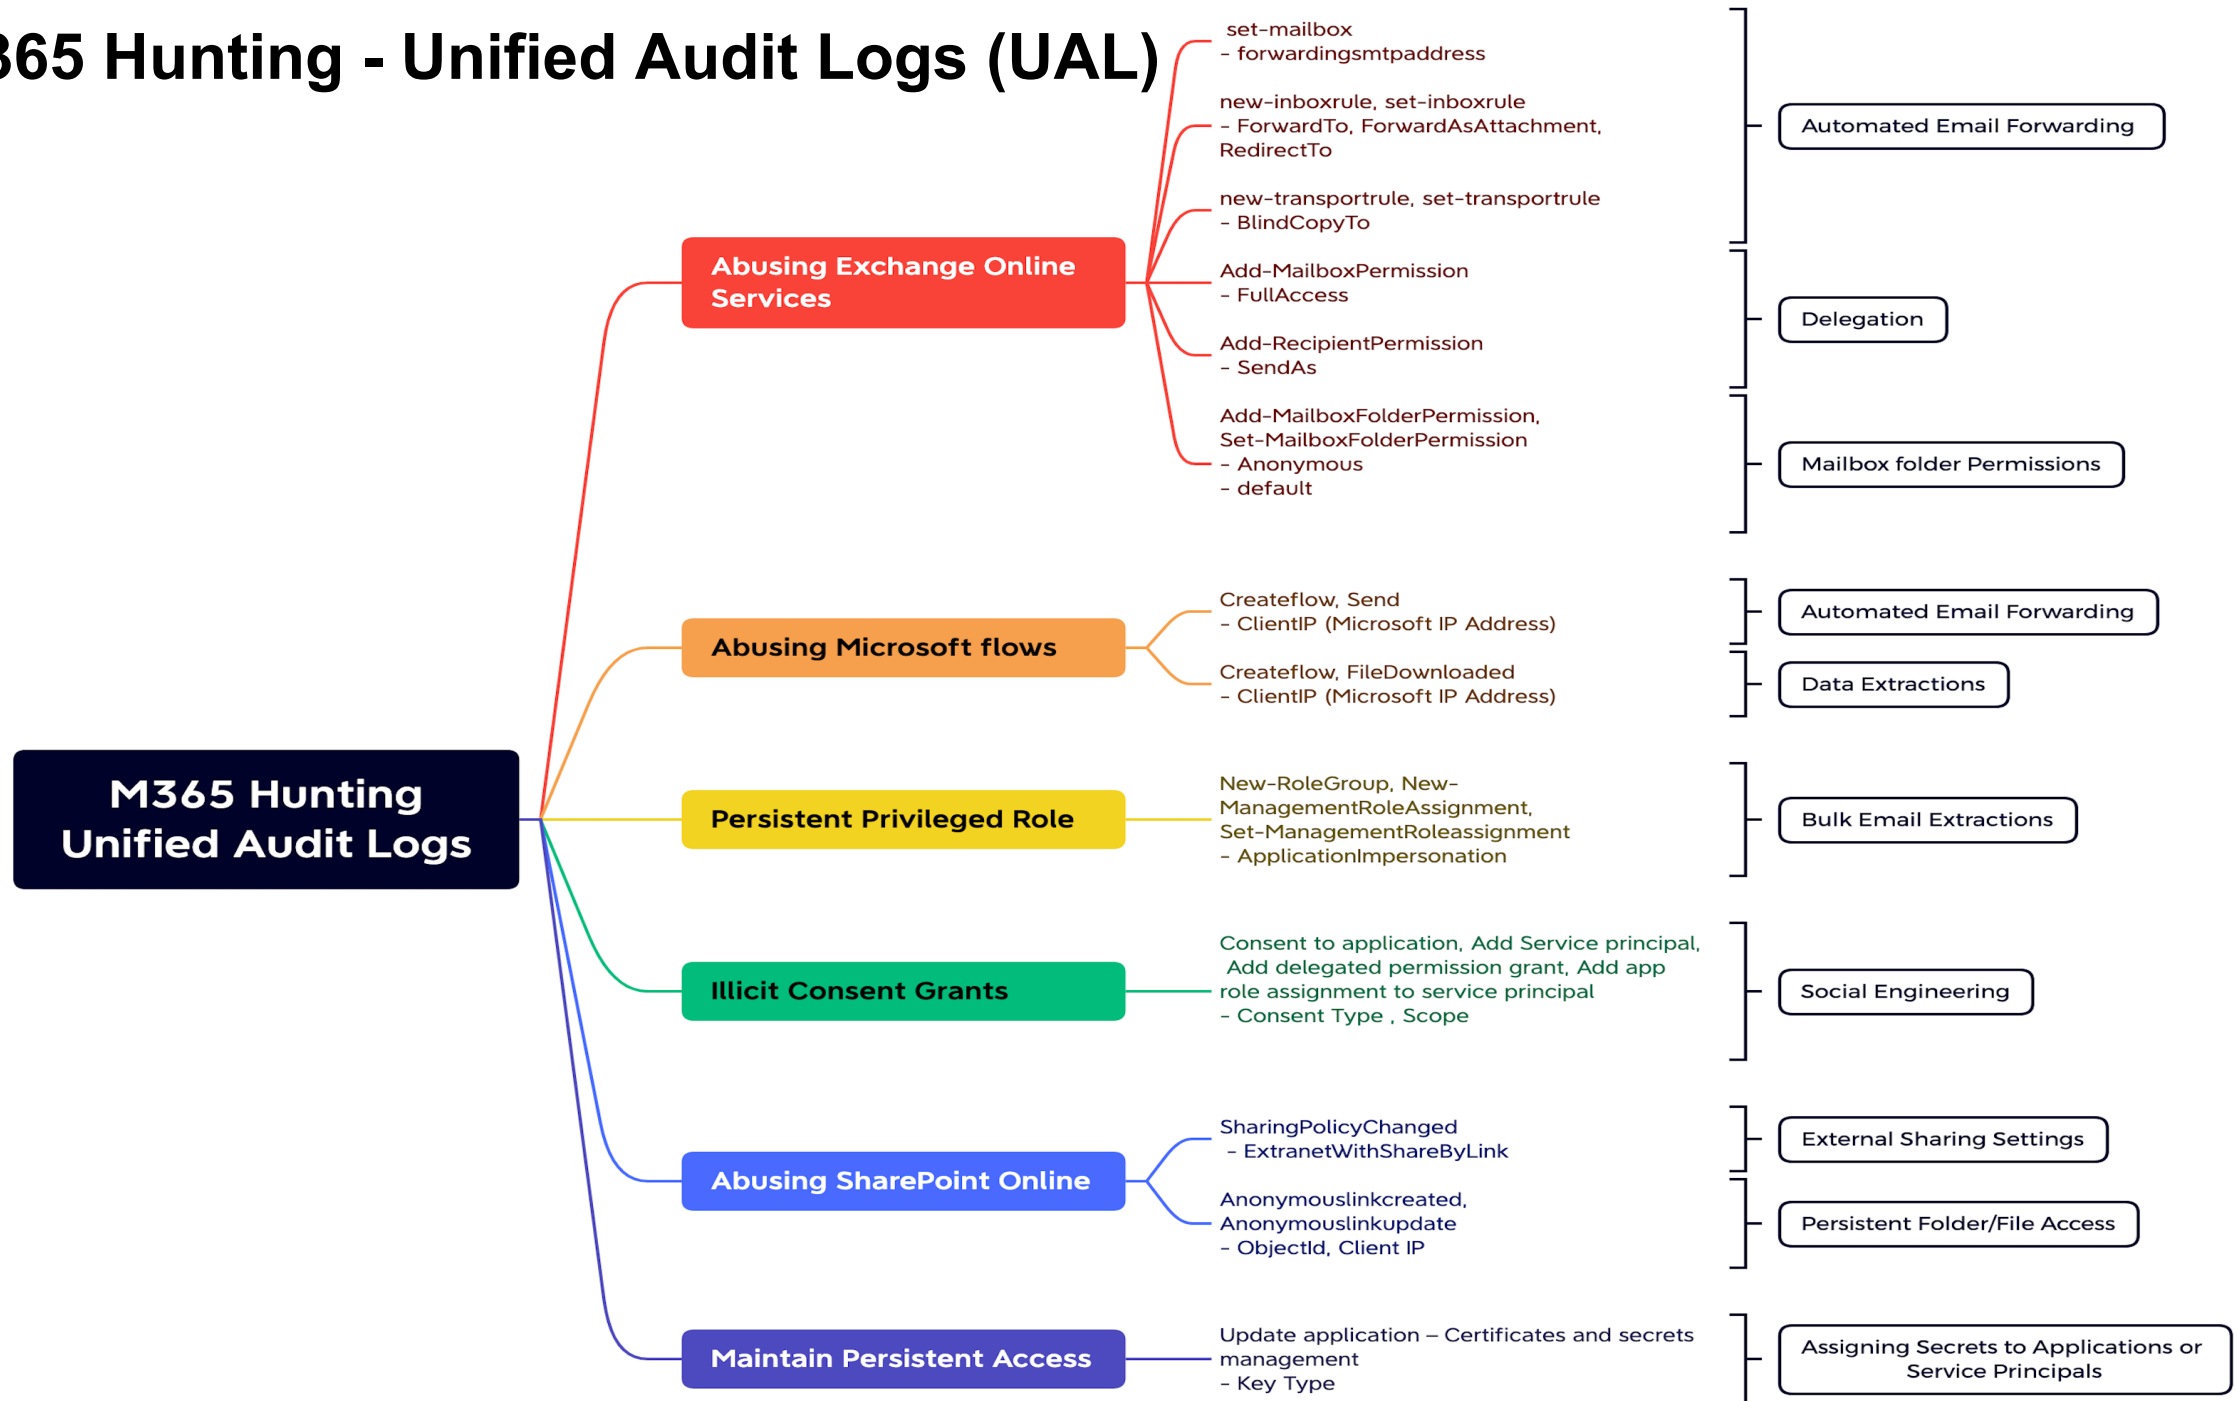 365 Hunting - Unified Audit Logs (UAL)
set-mailbox
- forwardingsmtpaddress
new-inboxrule, set-inboxrule
- ForwardTo, ForwardAsAttachment,
RedirectTo
Automated Email Forwarding
new-transportrule, set-transportrule
- BlindCopyTo
Abusing Exchange Online
Services
Add-MailboxPermission
- FullAccess
Delegation
Add-RecipientPermission
- SendAs
Add-MailboxFolderPermission,
Set-MailboxFolderPermission
- Anonymous
- default
Mailbox folder Permissions
Abusing Microsoft flows
Createflow, Send
- ClientIP (Microsoft IP Address)
Automated Email Forwarding
Createflow, FileDownloaded
- ClientIP (Microsoft IP Address)
Data Extractions
M365 Hunting
Unified Audit Logs
Persistent Privileged Role
New-RoleGroup, New-
ManagementRoleAssignment,
Set-ManagementRoleassignment
- ApplicationImpersonation
Bulk Email Extractions
Illicit Consent Grants
Consent to application, Add Service principal,
Add delegated permission grant, Add app
role assignment to service principal
- Consent Type , Scope
Social Engineering
Abusing SharePoint Online
SharingPolicyChanged
- ExtranetWithShareByLink
External Sharing Settings
Anonymouslinkcreated,
Anonymouslinkupdate
- ObjectId, Client IP
Persistent Folder/File Access
Maintain Persistent Access
Update application – Certificates and secrets
management
- Key Type
Assigning Secrets to Applications or
Service Principals